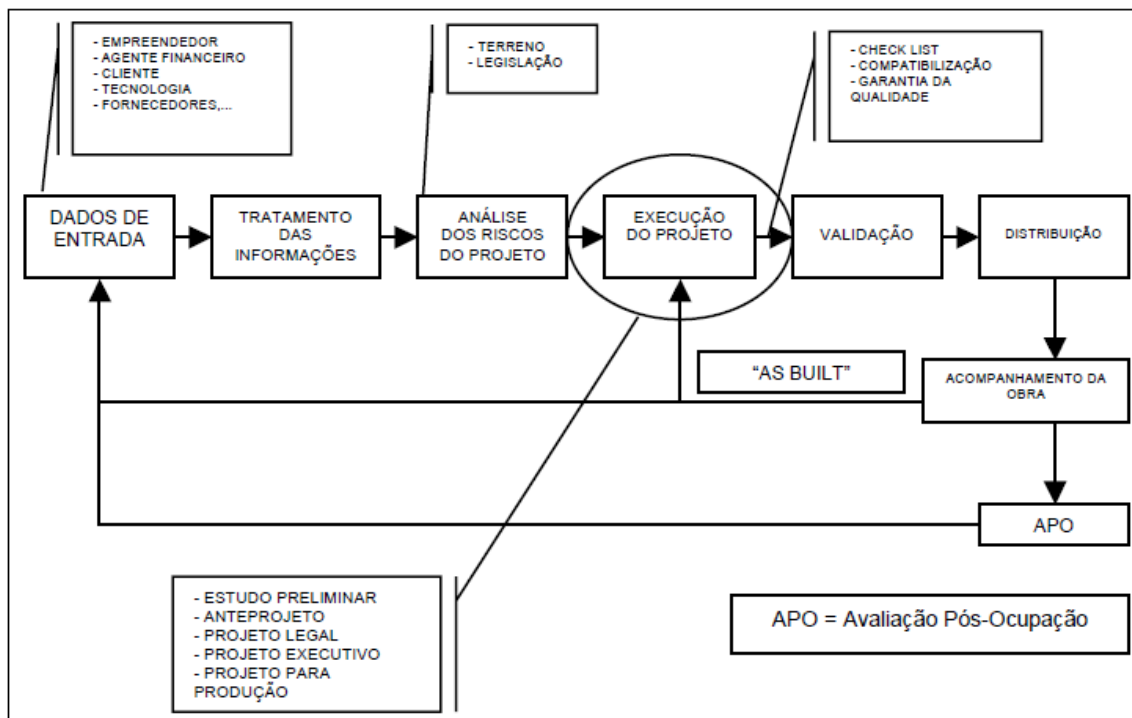 - EMPREENDEDOR
- AGENTE FINANCEIRO
- CLIENTE
- TECNOLOGIA
- FORNECEDORES,...
- TERRENO
- LEGISLAÇÃO
- CHECK LIST
- COMPATIBILIZAÇÃO
- GARANTIA DA
QUALIDADE
DADOS DE
ENTRADA
TRATAMENTO
DAS
INFORMAÇÕES
ANÁLISE
DOS RISCOS
DO PROJETO
EXECUÇÃO
DO PROJETO
VALIDAÇÃO
DISTRIBUIÇÃO
“AS BUILT”
ACOMPANHAMENTO DA
OBRA
APO
- ESTUDO PRELIMINAR
- ANTEPROJETO
- PROJETO LEGAL
- PROJETO EXECUTIVO
- PROJETO PARA
PRODUÇÃO
APO = Avaliação Pós-Ocupação